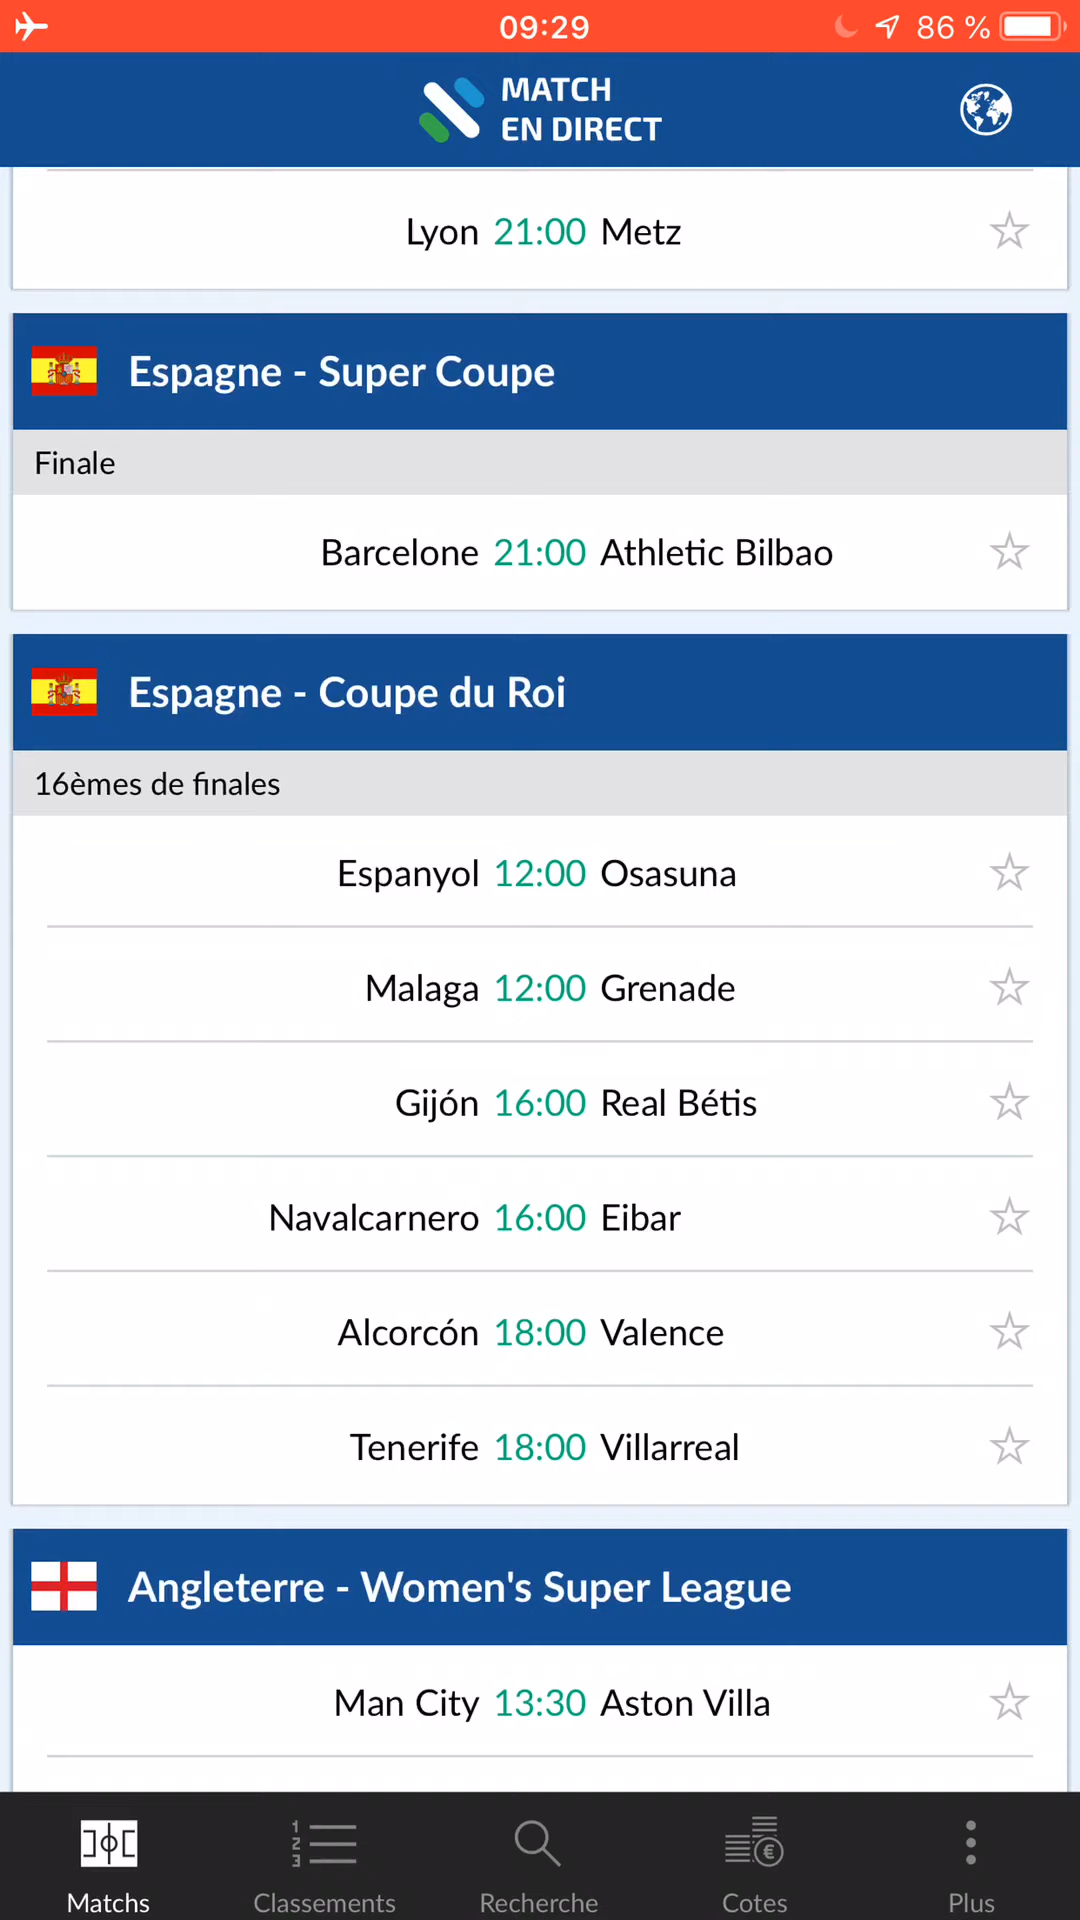 09:29
86 %
MATCH
EN DIRECT
Lyon 21:00 Metz
Espagne - Super Coupe
Finale
Barcelone 21:00 Athletic Bilbao
Espagne - Coupe du Roi
16èmes de finales
Espanyol 12:00 Osasuna
Malaga 12:00 Grenade
Gijón 16:00 Real Bétis
Navalcarnero 16:00 Eibar
Alcorcón 18:00 Valence
Tenerife 18:00 Villarreal
Angleterre - Women's Super League
Man City 13:30 Aston Villa
Matchs Classements Recherche Cotes Plus